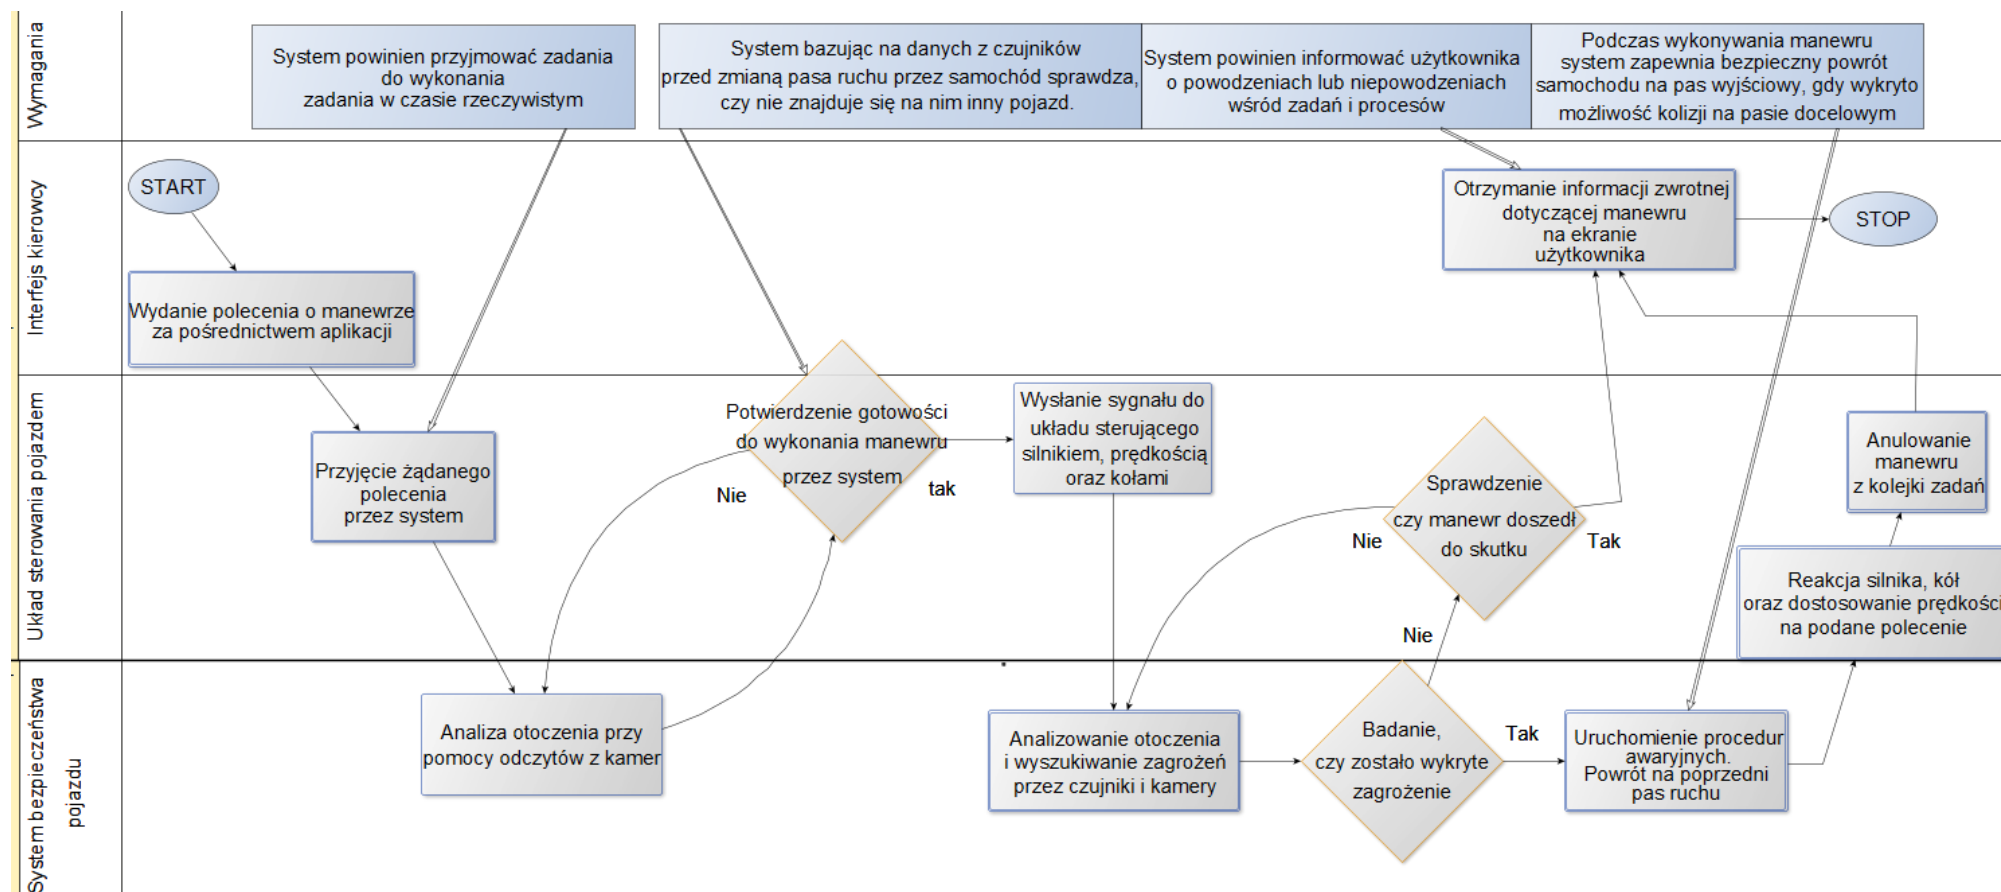 Wymagania
System powinien przyjmować zadania
do wykonania
zadania w czasie rzeczywistym
System bazując na danych z czujników
przed zmianą pasa ruchu przez samochód sprawdza,
czy nie znajduje się na nim inny pojazd.
System powinien informować użytkownika
o powodzeniach lub niepowodzeniach
wśród zadań i procesów
Podczas wykonywania manewru
system zapewnia bezpieczny powrót
samochodu na pas wyjściowy, gdy wykryto
możliwość kolizji na pasie docelowym
Interfejs kierowcy
START
Wydanie polecenia o manewrze
za pośrednictwem aplikacji
Otrzymanie informacji zwrotnej
dotyczącej manewru
na ekranie
użytkownika
STOP
Układ sterowania pojazdem
Przyjęcie żądanego
polecenia
przez system
Potwierdzenie gotowości
do wykonania manewru
przez system
Nie
tak
Wysłanie sygnału do
układu sterującego
silnikiem, prędkością
oraz kołami
Sprawdzenie
czy manewr doszedł
do skutku
Nie
Tak
Anulowanie
manewru
z kolejki zadań
Reakcja silnika, kół
oraz dostosowanie prędkości
na podane polecenie
Nie
System bezpieczeństwa
pojazdu
Analiza otoczenia przy
pomocy odczytów z kamer
Analizowanie otoczenia
i wyszukiwanie zagrożeń
przez czujniki i kamery
Badanie,
czy zostało wykryte
zagrożenie
Tak
Uruchomienie procedur
awaryjnych.
Powrót na poprzedni
pas ruchu